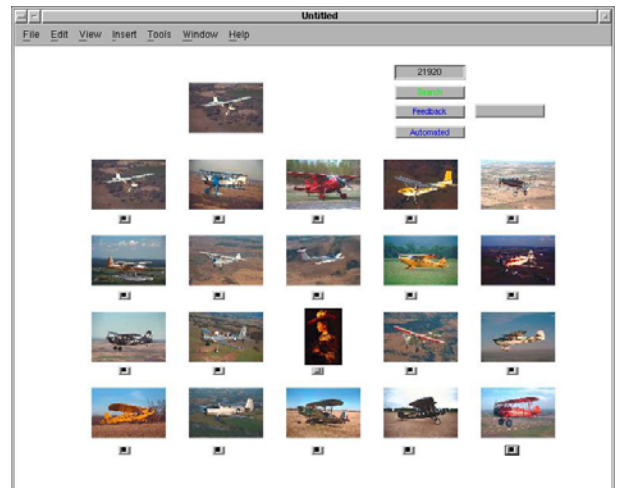 Untitled
File Edit View Insert Tools Window Help
21920
Search
Feedback
Automated